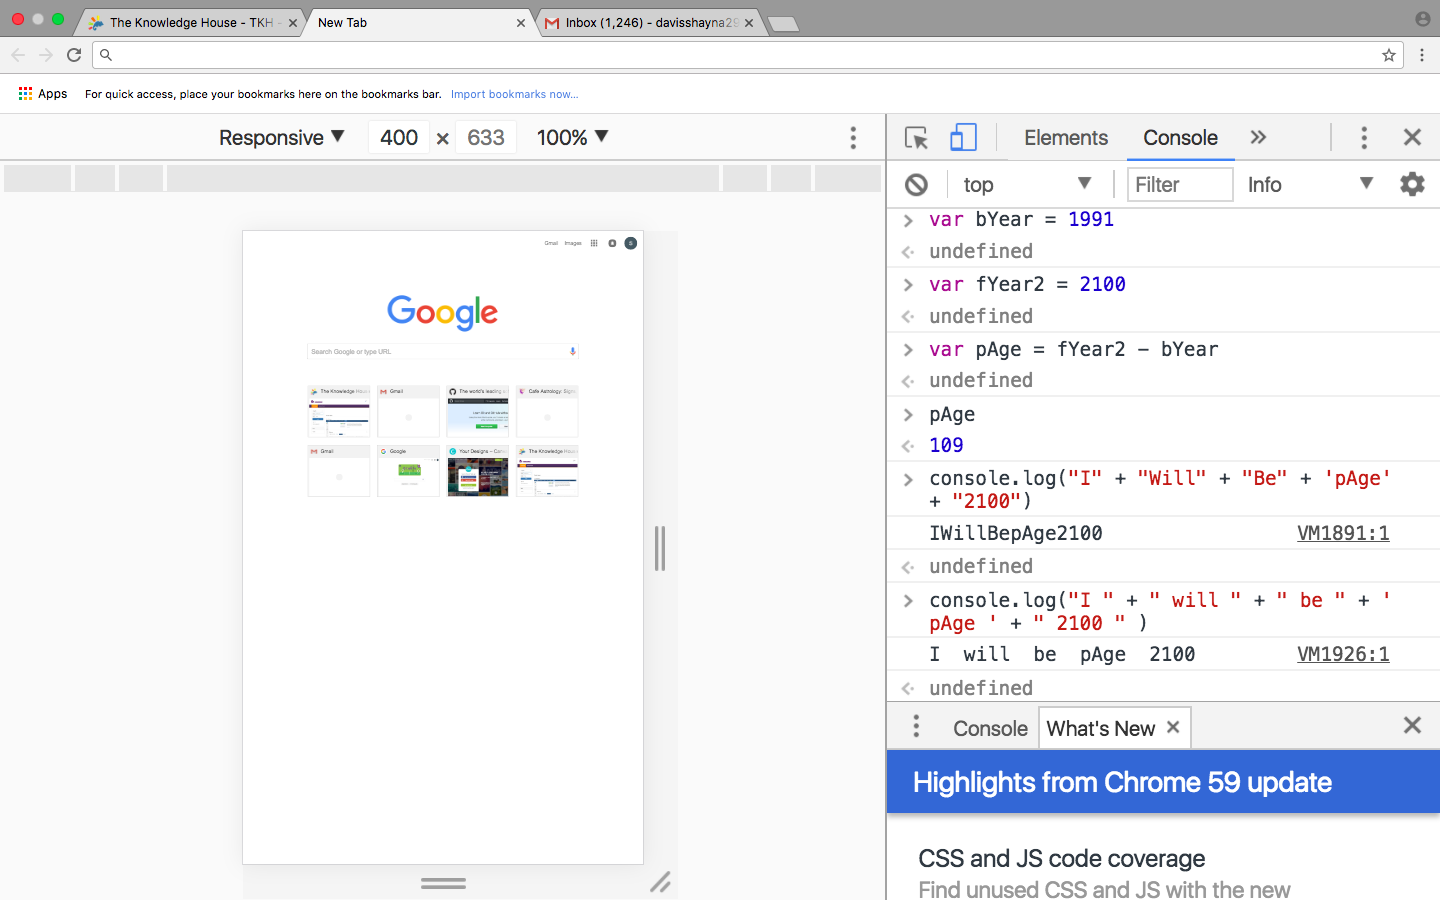 The Knowledge House - TKH -
New Tab
Inbox (1,246) - davisshayna29
Apps
For quick access, place your bookmarks here on the bookmarks bar. Import bookmarks now...
Responsive ▼ 400 × 633 100% ▼
Elements Console »
top ▼ Filter Info ▼
> var bYear = 1991
undefined
> var fYear2 = 2100
undefined
> var pAge = fYear2 - bYear
undefined
> pAge
109
> console.log("I" + "Will" + "Be" + 'pAge'
+ "2100")
IWillBepAge2100 VM1891:1
undefined
> console.log("I " + " will " + " be " + '
pAge ' + " 2100 " )
I  will  be  pAge  2100 VM1926:1
undefined
Console What's New
Highlights from Chrome 59 update
CSS and JS code coverage
Find unused CSS and JS with the new
Gmail Images
S
Google
Search Google or type URL
The Knowledge Hous
Gmail
The world's leading s
Cafe Astrology: Signs
Gmail
Google
Your Designs – Canv
The Knowledge Hous